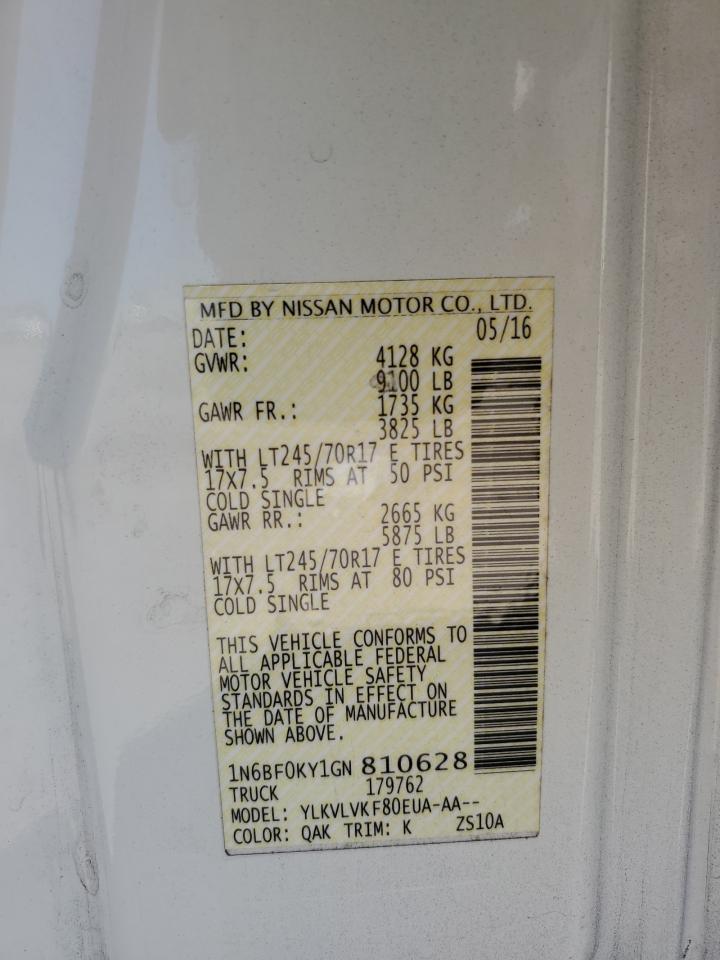 MFD BY NISSAN MOTOR CO., LTD.
DATE: 05/16
GVWR: 4128 KG
9100 LB
GAWR FR.: 1735 KG
3825 LB
WITH LT245/70R17 E TIRES
17X7.5 RIMS AT 50 PSI
COLD SINGLE
GAWR RR.: 2665 KG
5875 LB
WITH LT245/70R17 E TIRES
17X7.5 RIMS AT 80 PSI
COLD SINGLE
THIS VEHICLE CONFORMS TO
ALL APPLICABLE FEDERAL
MOTOR VEHICLE SAFETY
STANDARDS IN EFFECT ON
THE DATE OF MANUFACTURE
SHOWN ABOVE.
1N6BF0KY1GN 810628
TRUCK 179762
MODEL: YLKVLVKF80EUA-AA--
COLOR: QAK TRIM: K ZS10A